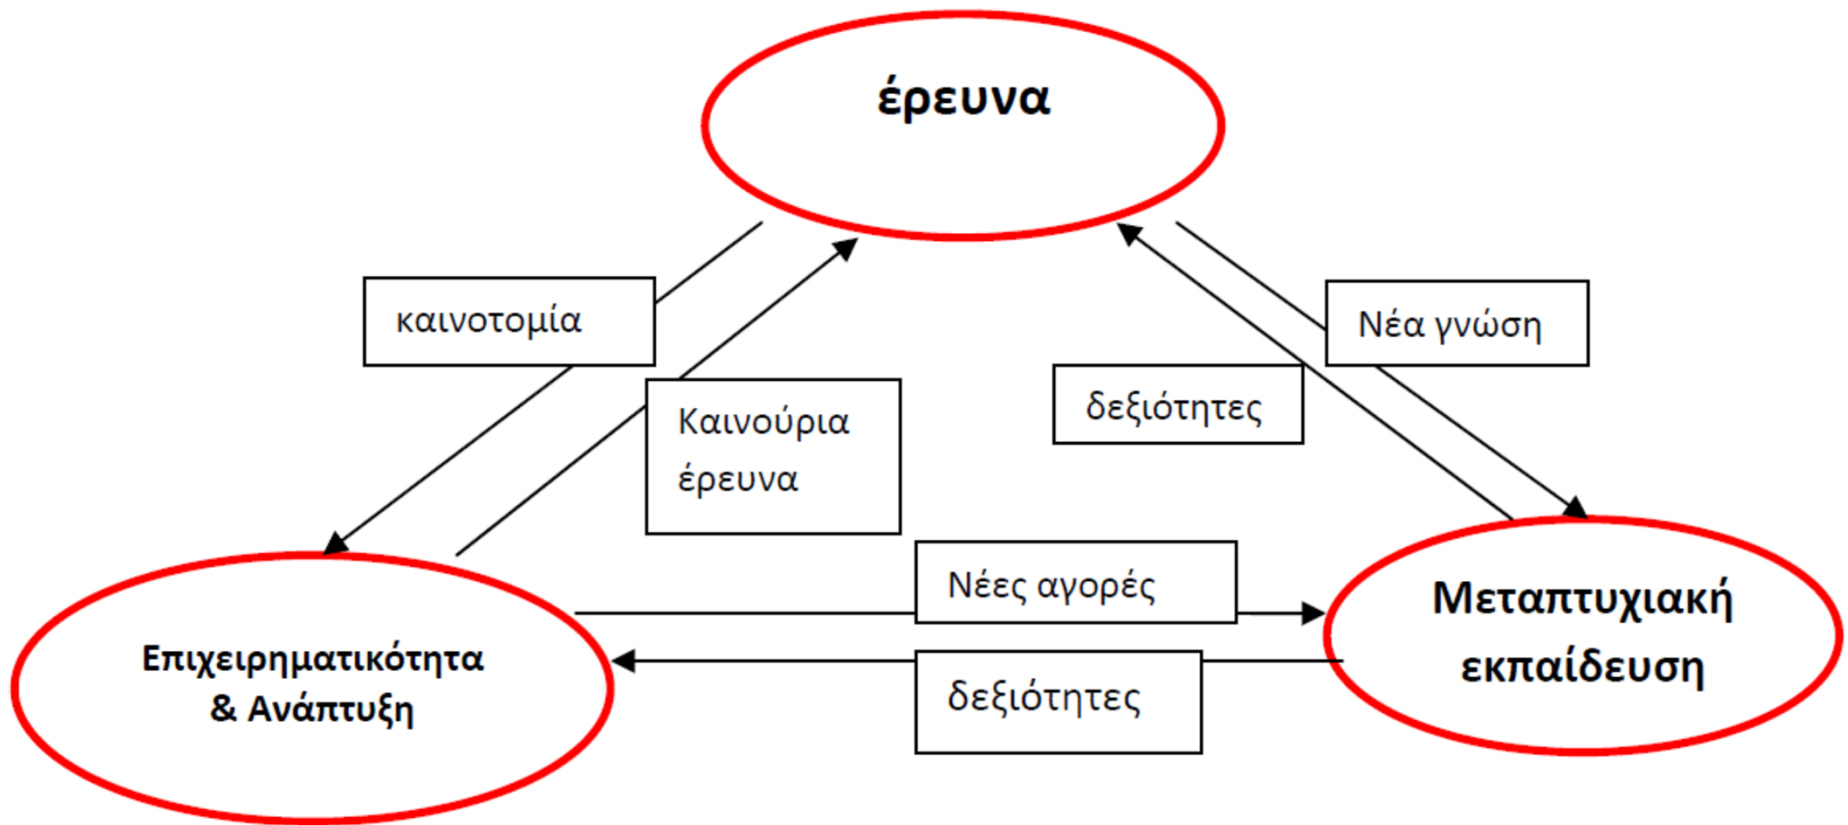 έρευνα
καινοτομία
Νέα γνώση
Καινούρια
έρευνα
δεξιότητες
Νέες αγορές
Μεταπτυχιακή
εκπαίδευση
Επιχειρηματικότητα
& Ανάπτυξη
δεξιότητες